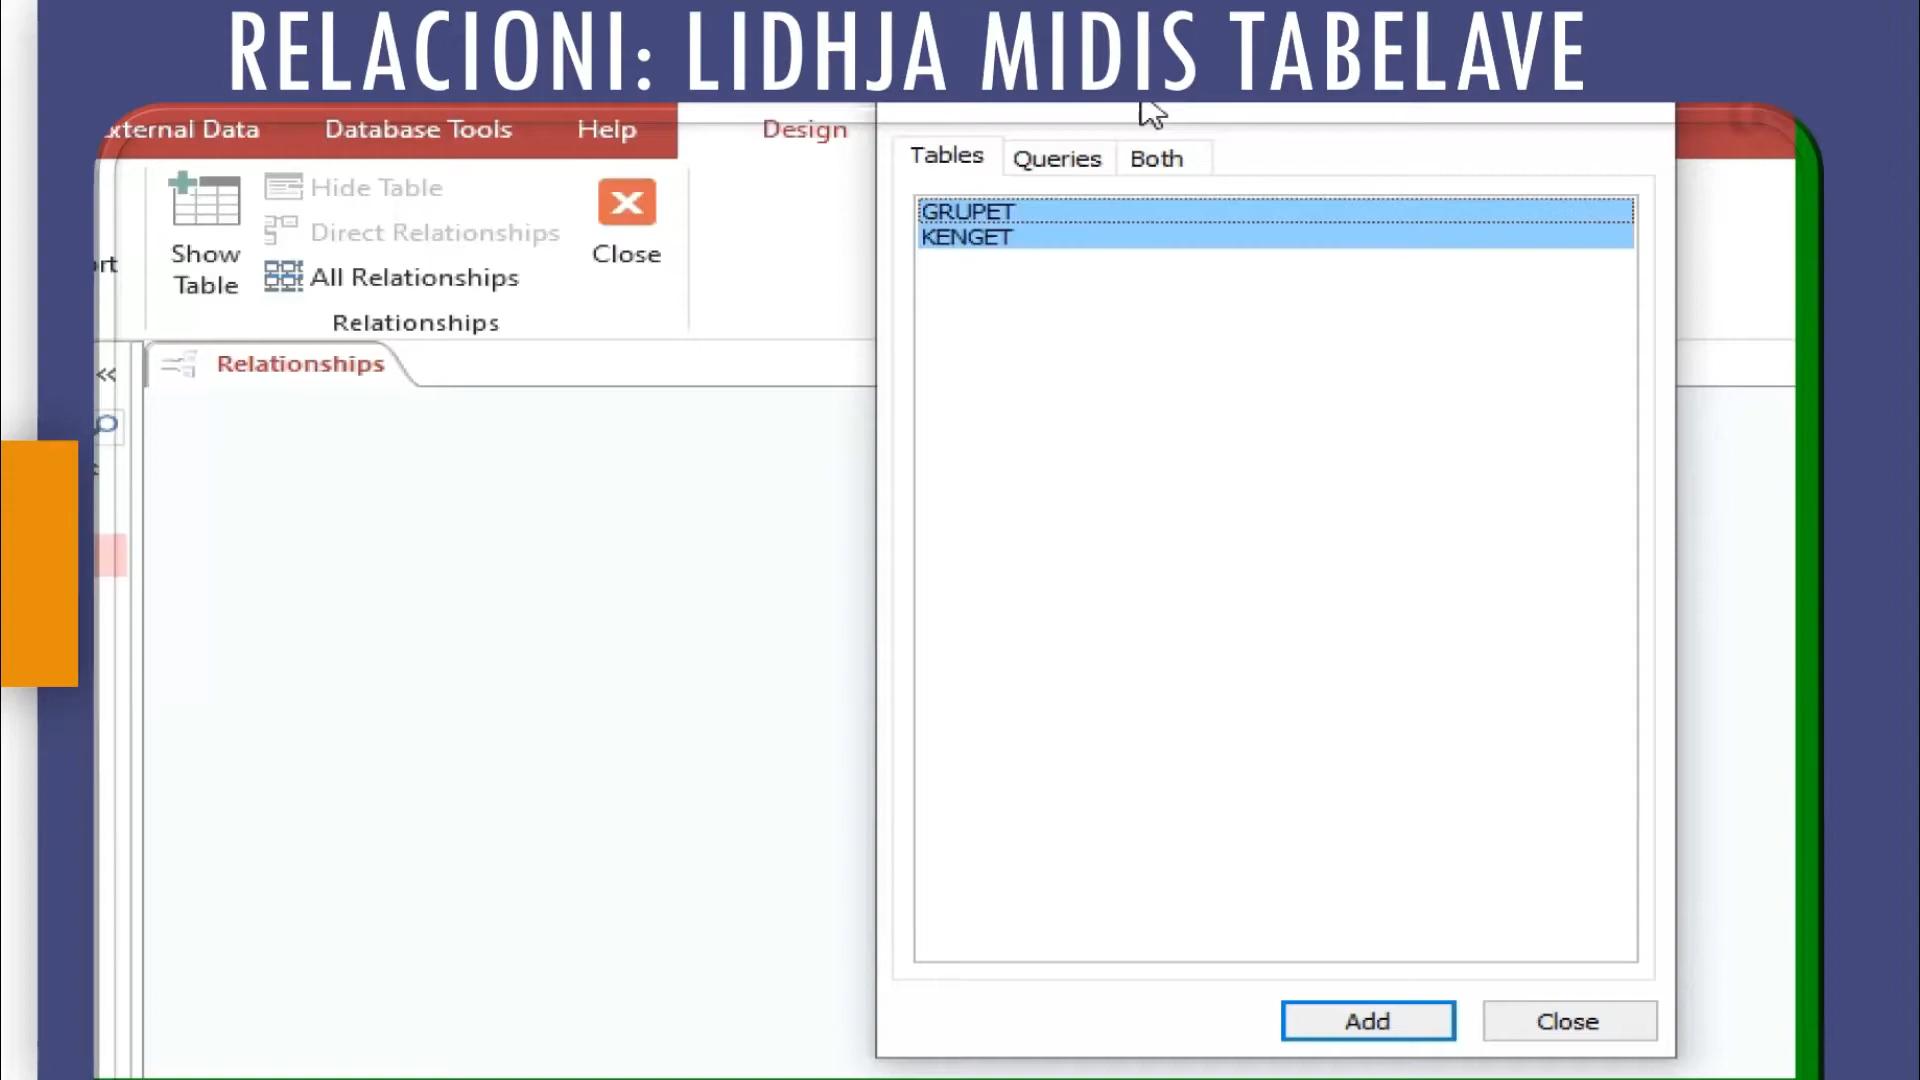 RELACIONI: LIDHJA MIDIS TABELAVE
xternal Data Database Tools Help Design
Show Table
Hide Table
Direct Relationships
All Relationships
Close
Relationships
rt
Relationships
Tables Queries Both
GRUPET
KENGET
Add Close